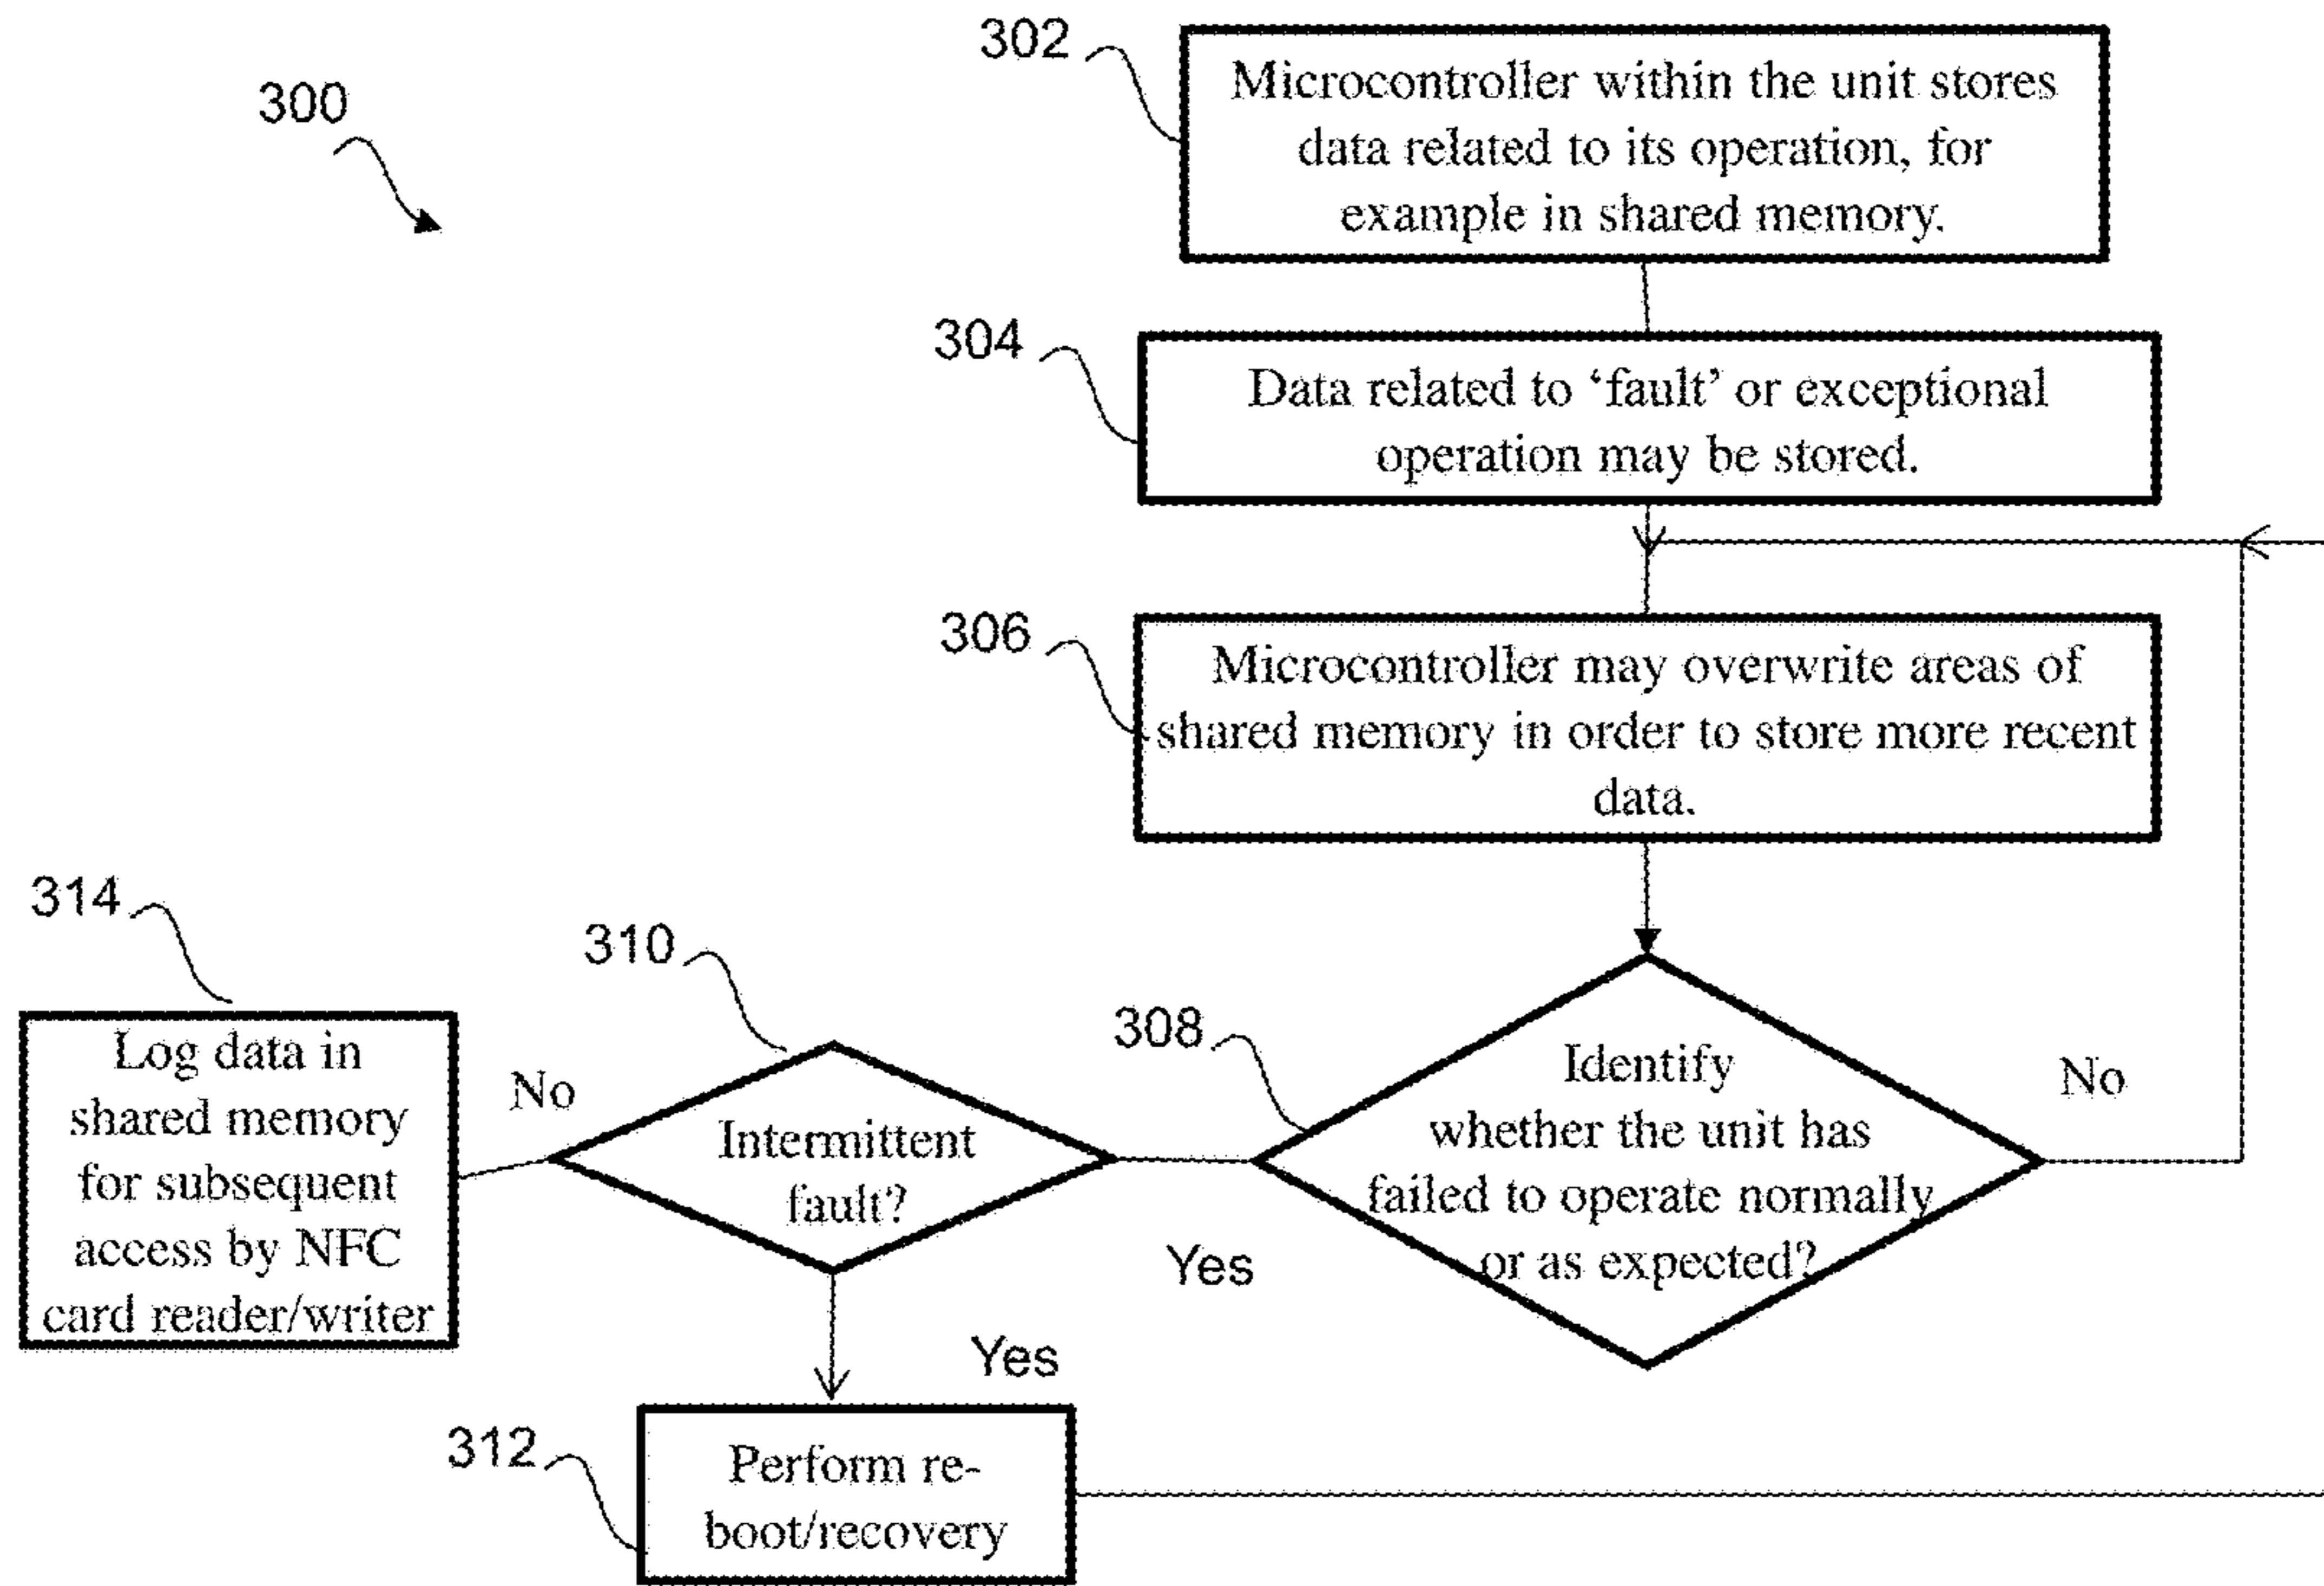 302
Microcontroller within the unit stores
data related to its operation, for
example in shared memory.
300
304
Data related to ‘fault’ or exceptional
operation may be stored.
306
Microcontroller may overwrite areas of
shared memory in order to store more recent
data.
314
310
308
Log data in
shared memory
for subsequent
access by NFC
card reader/writer
No
Intermittent
fault?
Yes
Identify
whether the unit has
failed to operate normally
or as expected?
No
Yes
312
Perform re-
boot/recovery